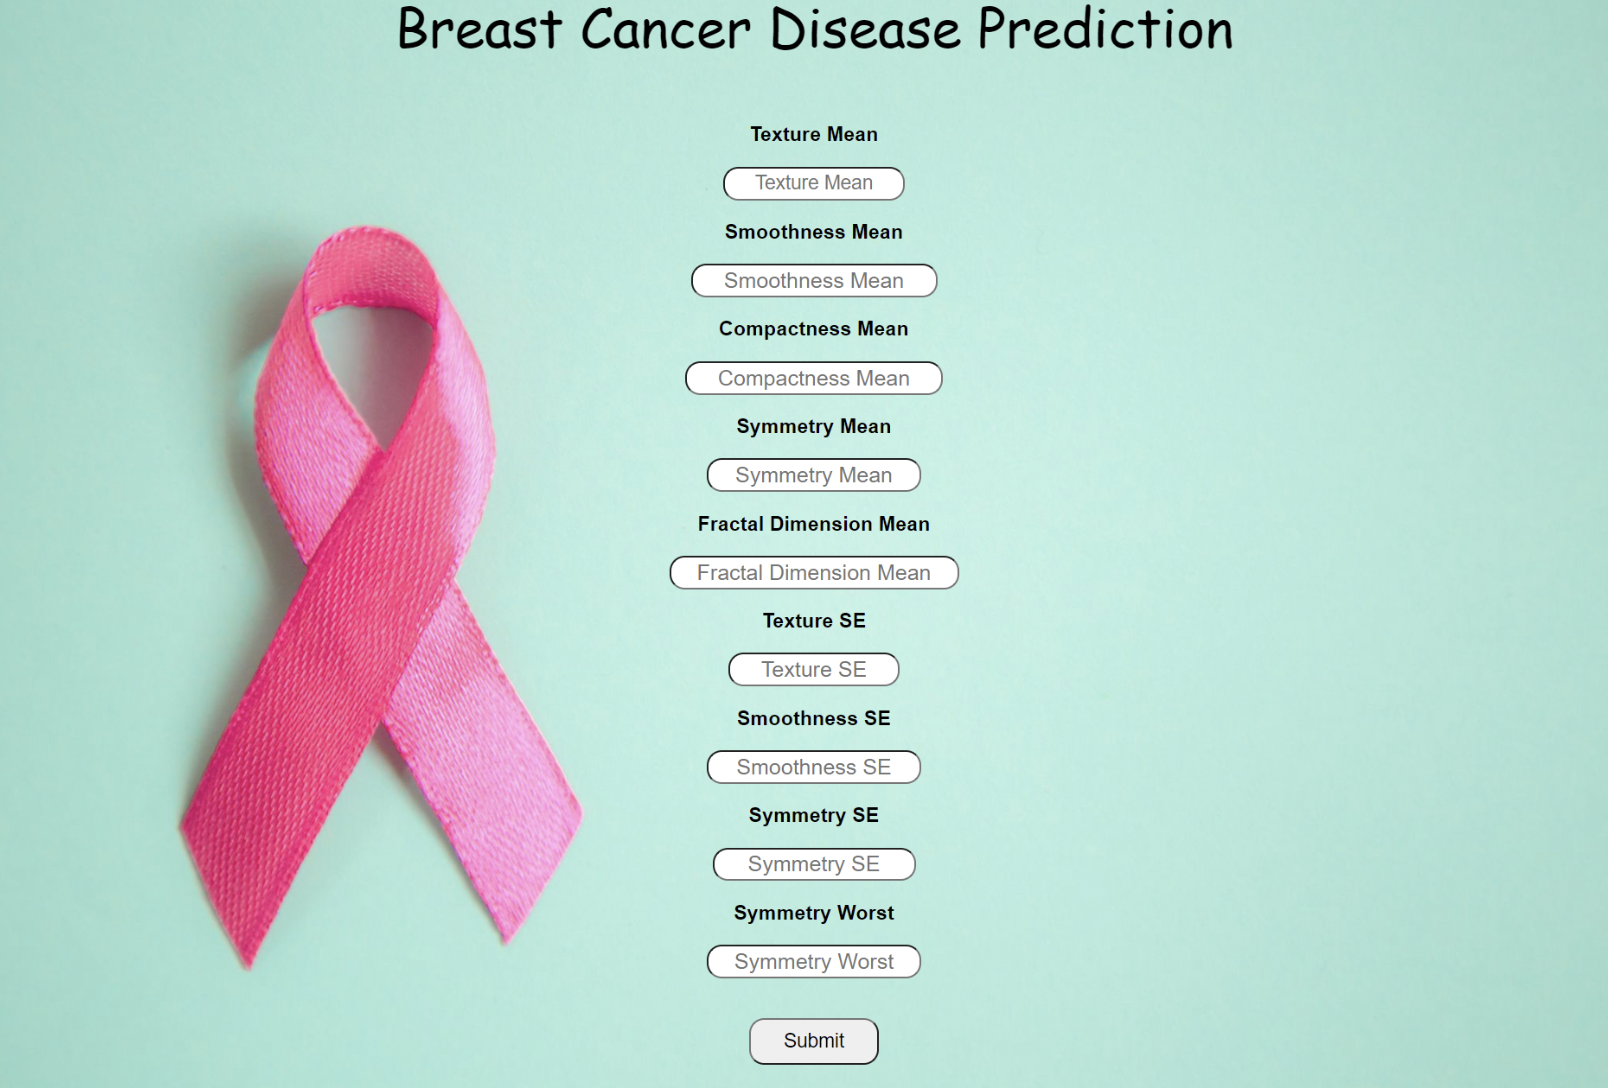 Breast Cancer Disease Prediction
Texture Mean
Texture Mean
Smoothness Mean
Smoothness Mean
Compactness Mean
Compactness Mean
Symmetry Mean
Symmetry Mean
Fractal Dimension Mean
Fractal Dimension Mean
Texture SE
Texture SE
Smoothness SE
Smoothness SE
Symmetry SE
Symmetry SE
Symmetry Worst
Symmetry Worst
Submit